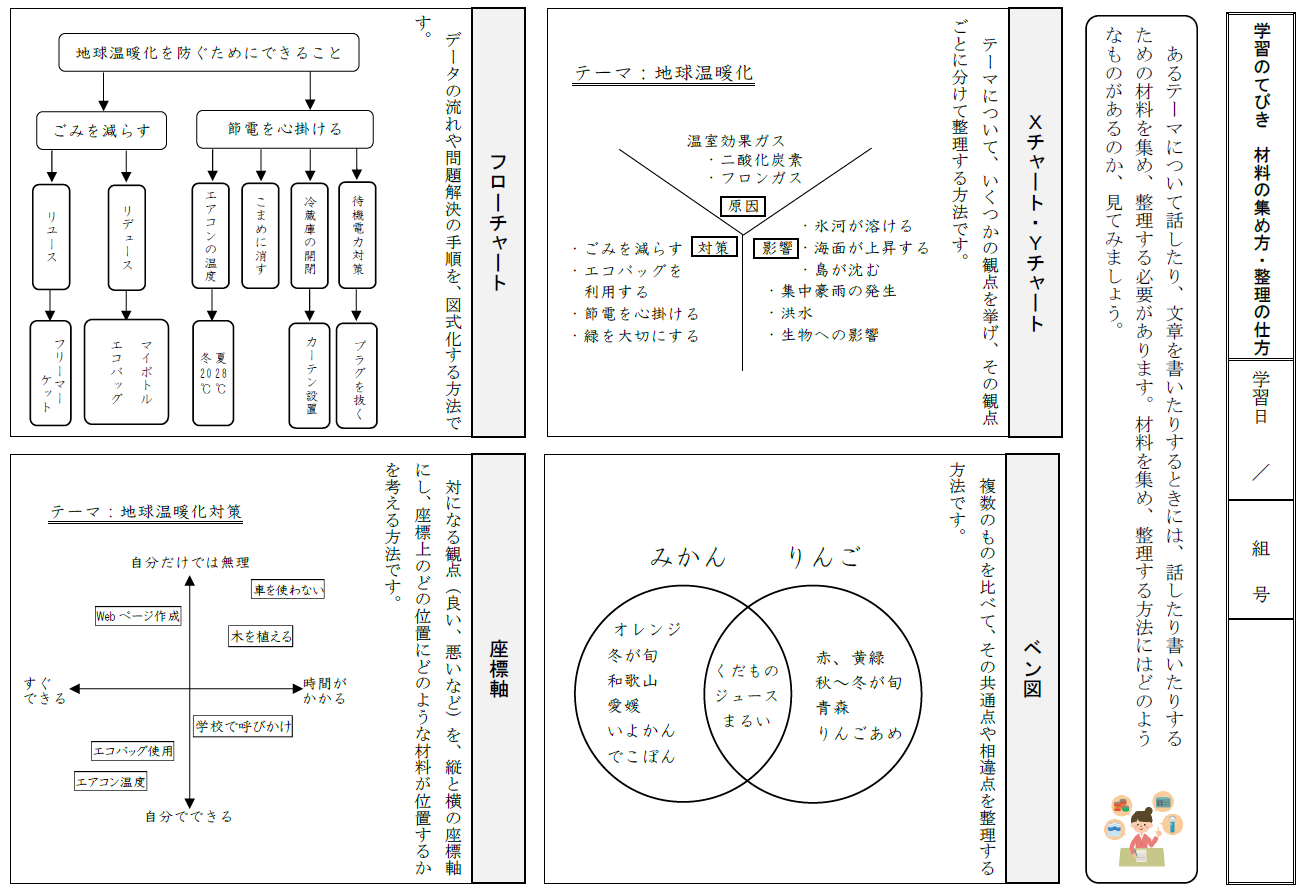 学習のてびき　材料の集め方・整理の仕方
学習日　／
組　号
あるテーマについて話したり、文章を書いたりするときには、話したり書いたりする
ための材料を集め、整理する必要があります。材料を集め、整理する方法にはどのよう
なものがあるのか、見てみましょう。
Xチャート・Yチャート
テーマについて、いくつかの観点を挙げ、その観点
ごとに分けて整理する方法です。
テーマ：地球温暖化
温室効果ガス
・二酸化炭素
・フロンガス
原因
対策
影響
・ごみを減らす
・エコバッグを
利用する
・節電を心掛ける
・緑を大切にする
・氷河が溶ける
・海面が上昇する
・島が沈む
・集中豪雨の発生
・洪水
・生物への影響
フローチャート
データの流れや問題解決の手順を、図式化する方法で
す。
地球温暖化を防ぐためにできること
ごみを減らす
節電を心掛ける
リユース
リデュース
エアコンの温度
こまめに消す
冷蔵庫の開閉
待機電力対策
フリーマー
ケット
マイボトル
エコバッグ
夏28℃
冬20℃
カーテン設置
プラグを抜く
ベン図
複数のものを比べて、その共通点や相違点を整理する
方法です。
みかん
りんご
オレンジ
冬が旬
和歌山
愛媛
いよかん
でこぽん
くだもの
ジュース
まるい
赤、黄緑
秋～冬が旬
青森
りんごあめ
座標軸
対になる観点（良い、悪いなど）を、縦と横の座標軸
にし、座標上のどの位置にどのような材料が位置するか
を考える方法です。
テーマ：地球温暖化対策
自分だけでは無理
車を使わない
Webページ作成
木を植える
すぐ
できる
時間が
かかる
学校で呼びかけ
エコバッグ使用
エアコン温度
自分でできる